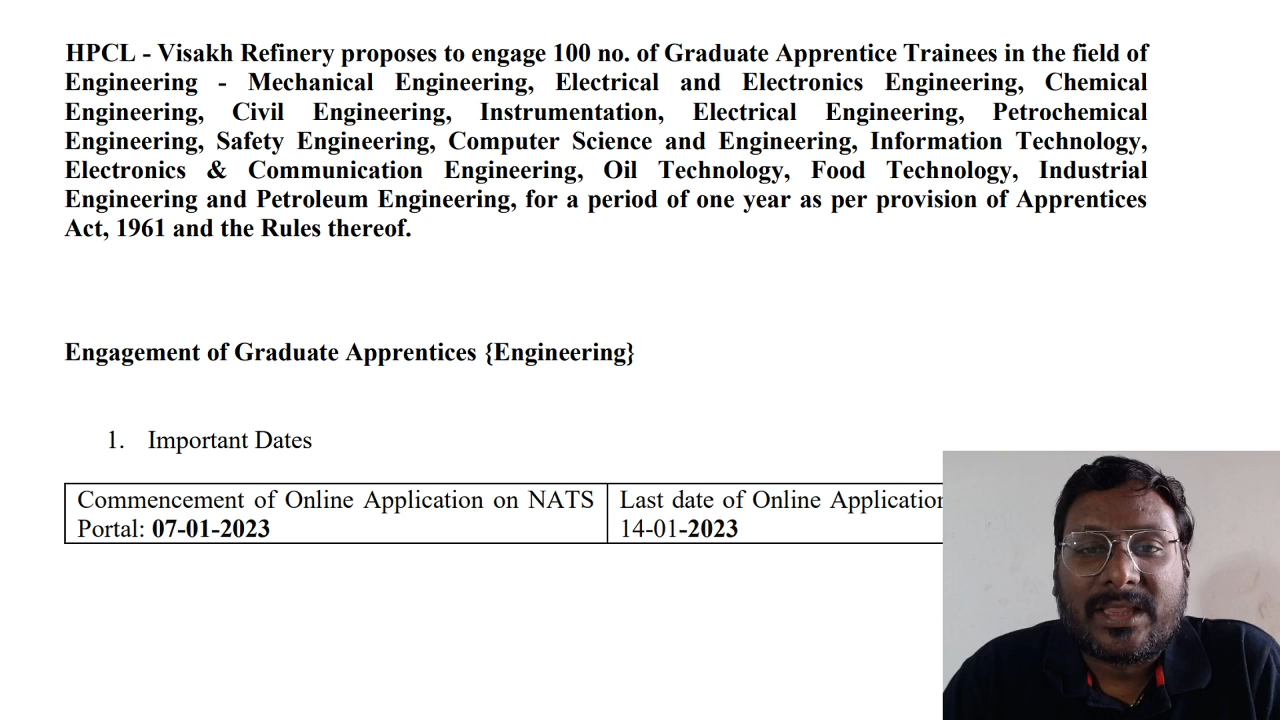 HPCL - Visakh Refinery proposes to engage 100 no. of Graduate Apprentice Trainees in the field of
Engineering - Mechanical Engineering, Electrical and Electronics Engineering, Chemical
Engineering, Civil Engineering, Instrumentation, Electrical Engineering, Petrochemical
Engineering, Safety Engineering, Computer Science and Engineering, Information Technology,
Electronics & Communication Engineering, Oil Technology, Food Technology, Industrial
Engineering and Petroleum Engineering, for a period of one year as per provision of Apprentices
Act, 1961 and the Rules thereof.
Engagement of Graduate Apprentices {Engineering}
1. Important Dates
Commencement of Online Application on NATS
Portal: 07-01-2023
Last date of Online Application
14-01-2023